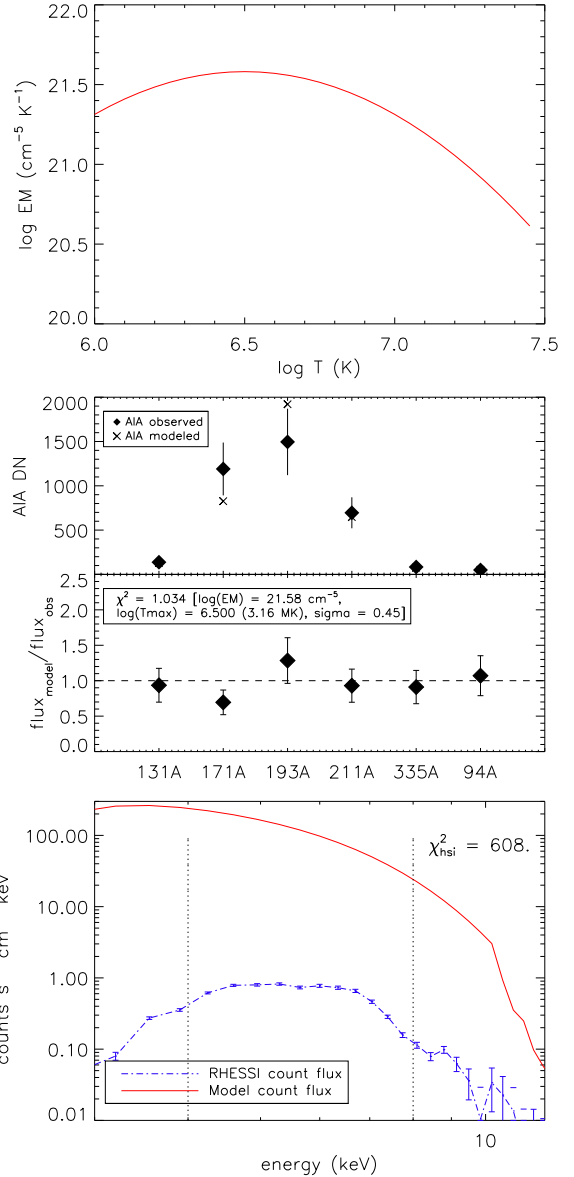 22.0
21.5
21.0
20.5
20.0
log EM (cm⁻⁵ K⁻¹)
6.0 6.5 7.0 7.5
log T (K)
2000
1500
1000
500
AIA DN
AIA observed
AIA modeled
2.5
2.0
1.5
1.0
0.5
0.0
flux_model/flux_obs
χ² = 1.034 [log(EM) = 21.58 cm⁻⁵,
log(Tmax) = 6.500 (3.16 MK), sigma = 0.45]
131A 171A 193A 211A 335A 94A
100.00
10.00
1.00
0.10
0.01
counts s cm keV
χ²_hsi = 608.
RHESSI count flux
Model count flux
10
energy (keV)